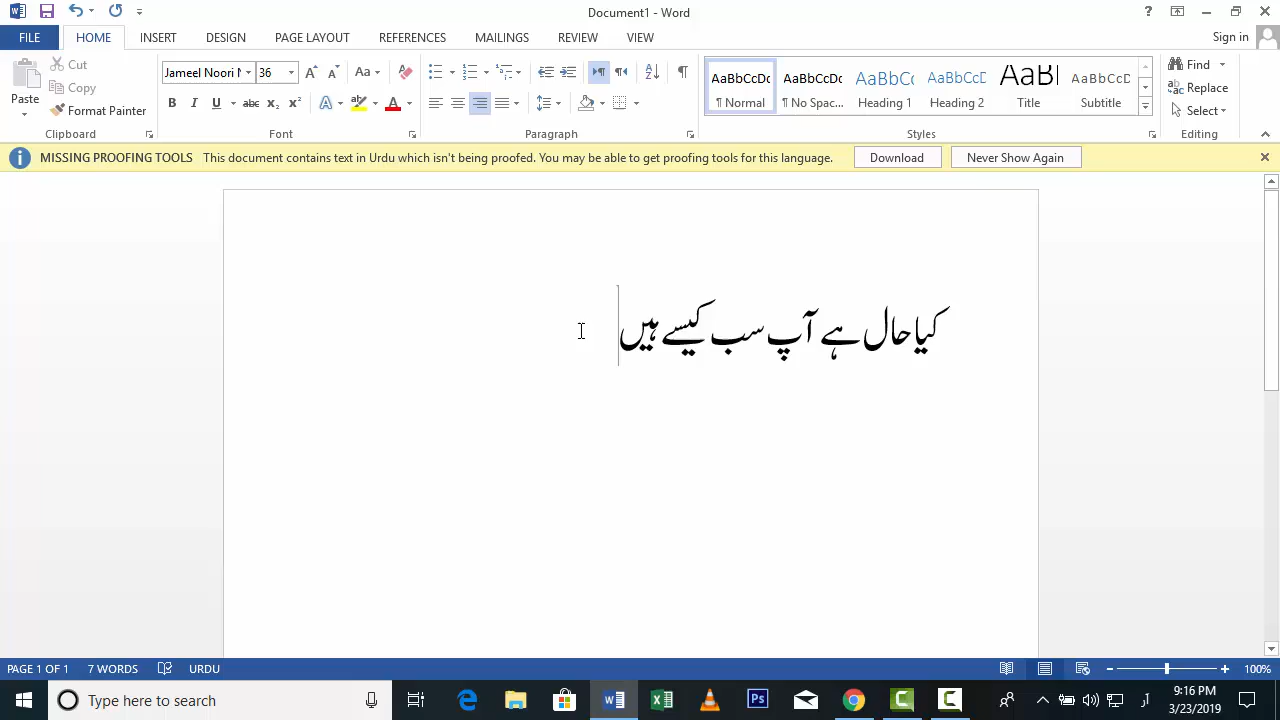 Document1 - Word
FILE HOME INSERT DESIGN PAGE LAYOUT REFERENCES MAILINGS REVIEW VIEW Sign in
Paste
Cut
Copy
Format Painter
Clipboard
Jameel Noori N 36
Font
Paragraph
AaBbCcDc AaBbCcDc AaBbCc AaBbCcD AaBl AaBbCcD
¶ Normal ¶ No Spac... Heading 1 Heading 2 Title Subtitle
Styles
Find
Replace
Select
Editing
MISSING PROOFING TOOLS This document contains text in Urdu which isn't being proofed. You may be able to get proofing tools for this language. Download Never Show Again
کیا حال ہے آپ سب کیسے ہیں
PAGE 1 OF 1 7 WORDS URDU 100%
Type here to search
9:16 PM
3/23/2019